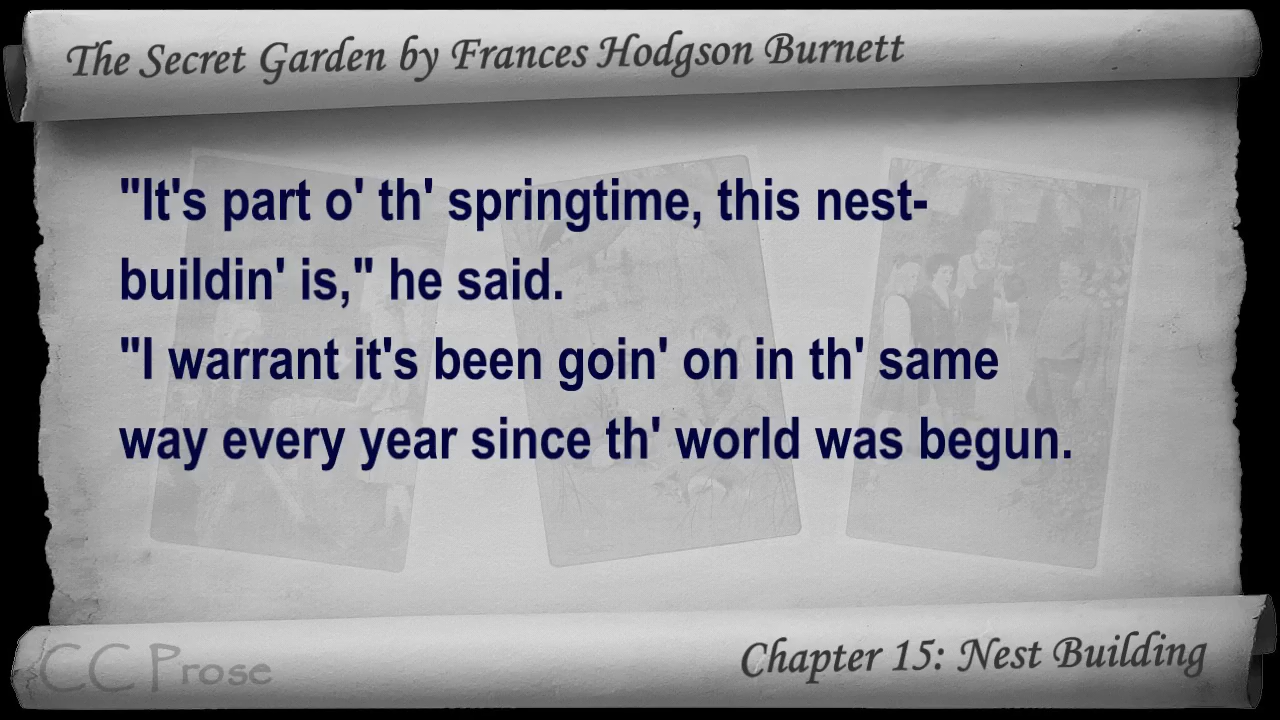 The Secret Garden by Frances Hodgson Burnett
"It's part o' th' springtime, this nest-
buildin' is," he said.
"I warrant it's been goin' on in th' same
way every year since th' world was begun.
CC Prose
Chapter 15: Nest Building